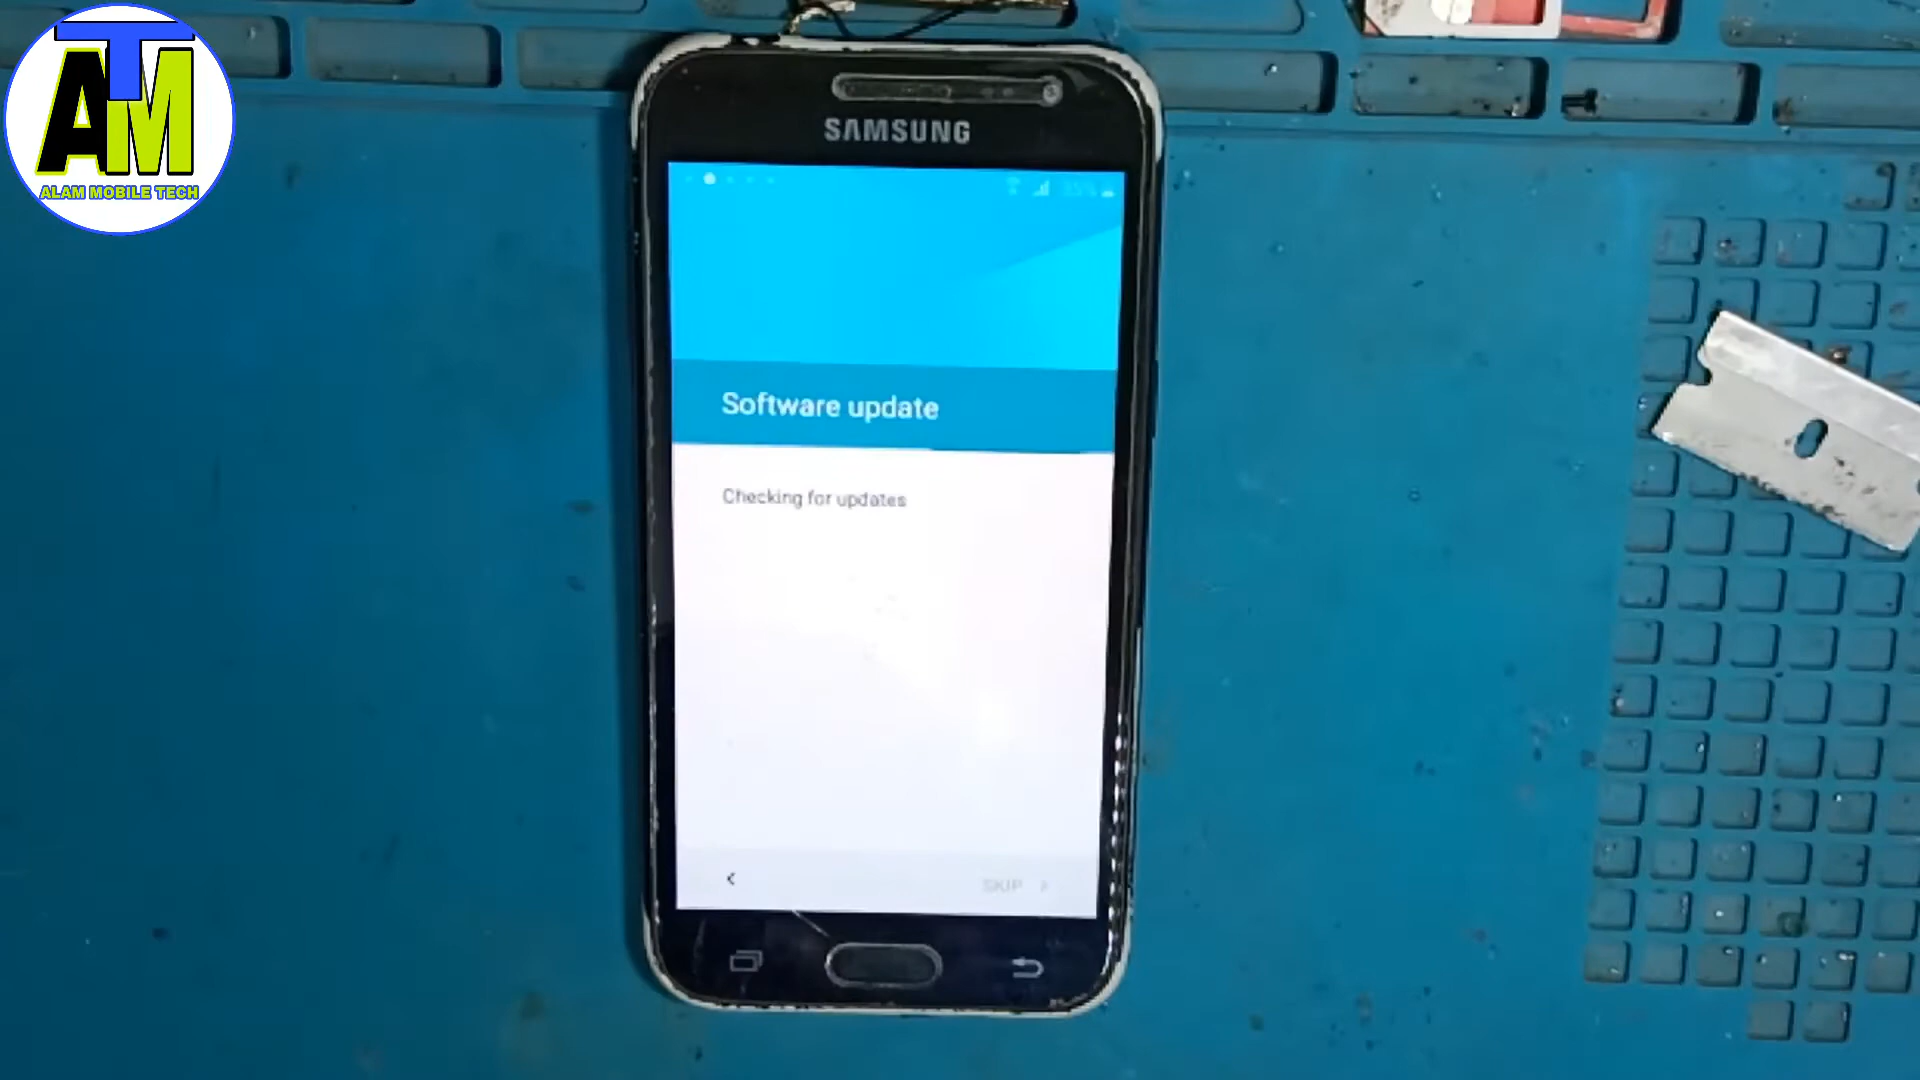 ATM
ALAM MOBILE TECH
SAMSUNG
Software update
Checking for updates
SKIP